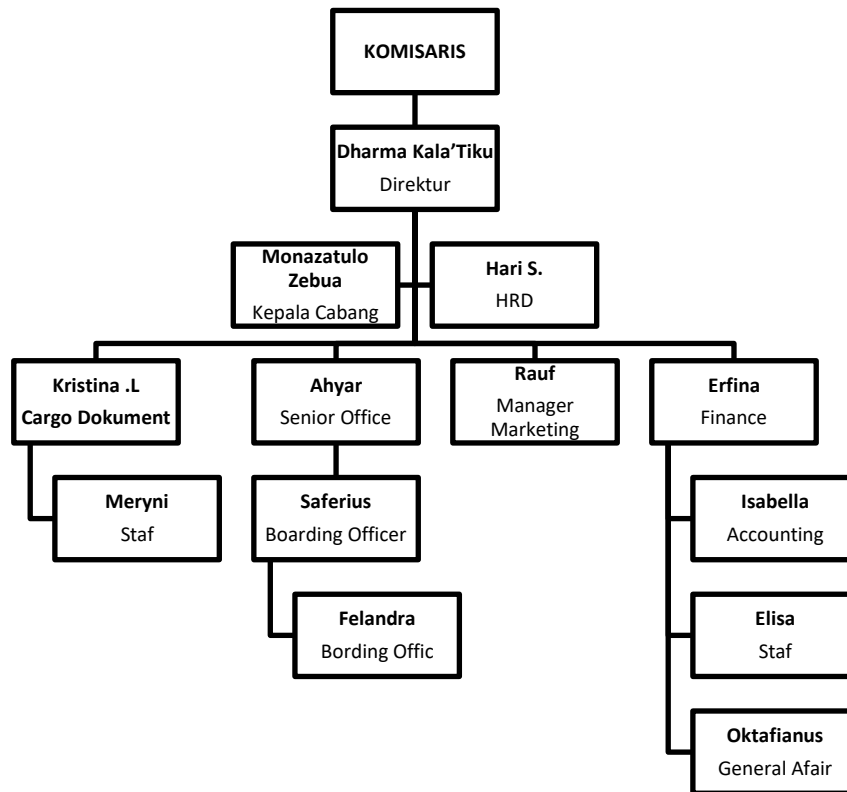 KOMISARIS
Dharma Kala’Tiku
Direktur
Monazatulo
Zebua
Kepala Cabang
Hari S.
HRD
Kristina .L
Cargo Dokument
Ahyar
Senior Office
Rauf
Manager
Marketing
Erfina
Finance
Meryni
Staf
Saferius
Boarding Officer
Isabella
Accounting
Felandra
Bording Offic
Elisa
Staf
Oktafianus
General Afair